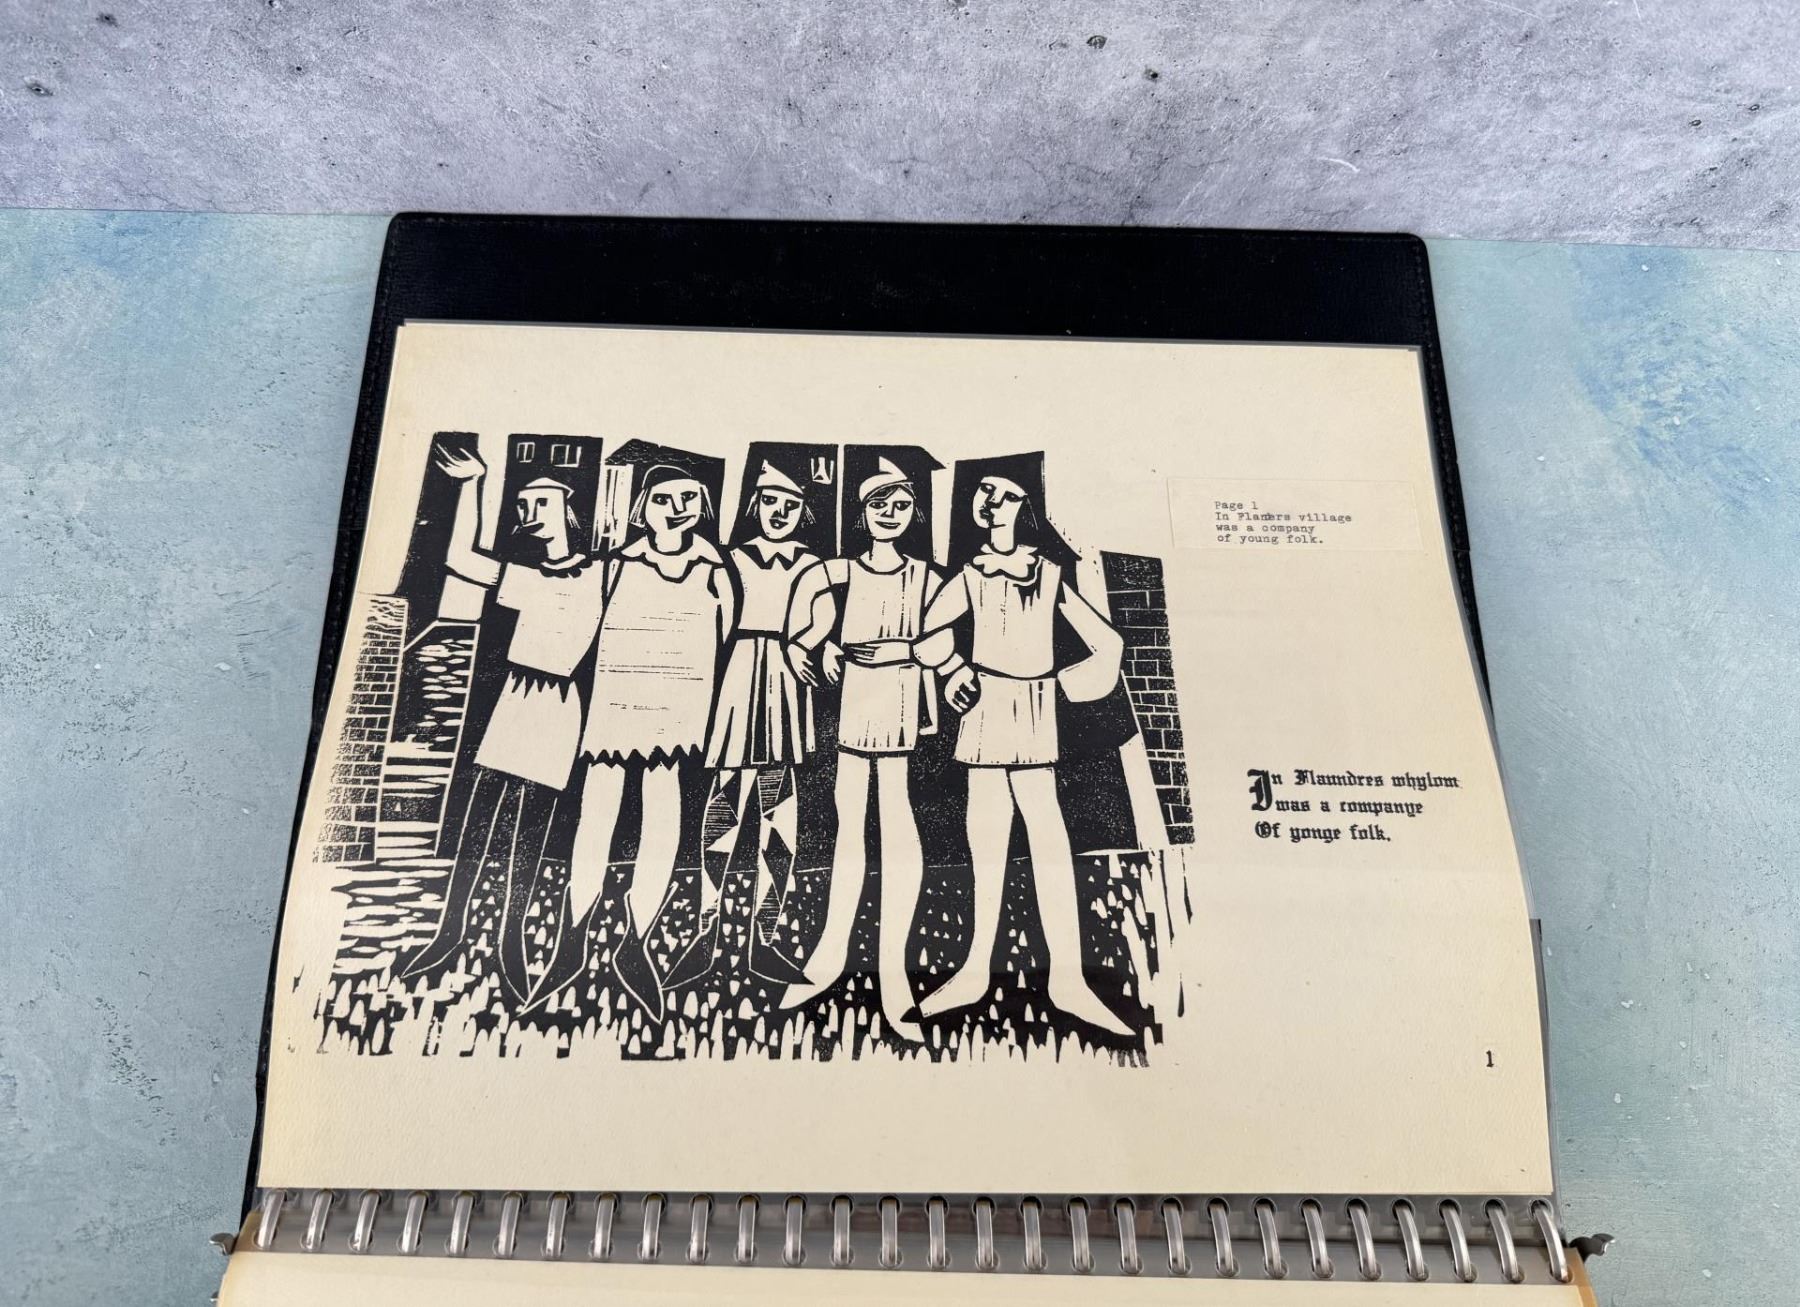 Page 1
In Flanders village
was a company
of young folk.
In Flaundres whylom
was a companye
Of yonge folk.
1